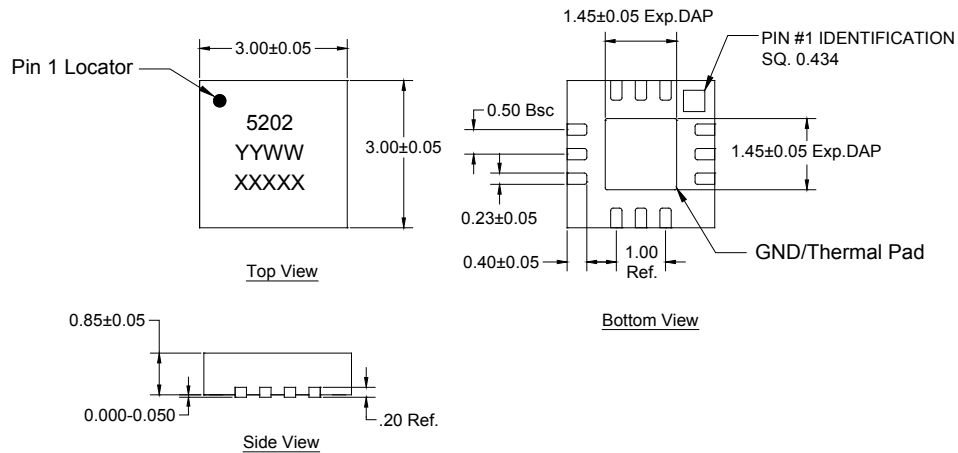 3.00±0.05
Pin 1 Locator
5202
YYWW
XXXXX
3.00±0.05
Top View
1.45±0.05 Exp.DAP
PIN #1 IDENTIFICATION
SQ. 0.434
0.50 Bsc
1.45±0.05 Exp.DAP
0.23±0.05
0.40±0.05
1.00
Ref.
GND/Thermal Pad
Bottom View
0.85±0.05
0.000-0.050
.20 Ref.
Side View